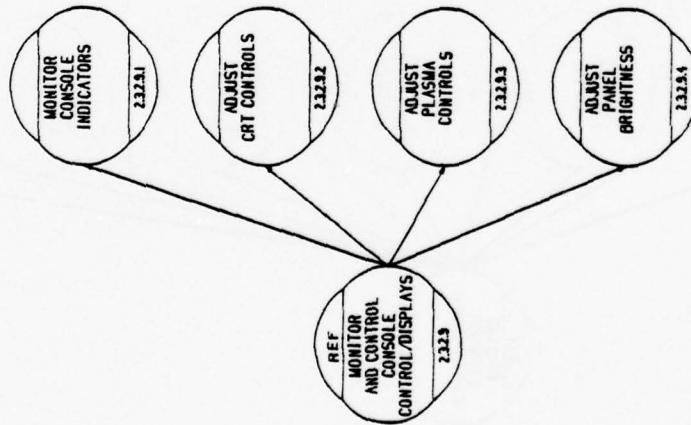 REF
MONITOR
AND CONTROL
CONSOLE
CONTROL/DISPLAYS
2.3.2.9
MONITOR
CONSOLE
INDICATORS
2.3.2.9.1
ADJUST
CRT CONTROLS
2.3.2.9.2
ADJUST
PLASMA
CONTROLS
2.3.2.9.3
ADJUST
PANEL
BRIGHTNESS
2.3.2.9.4